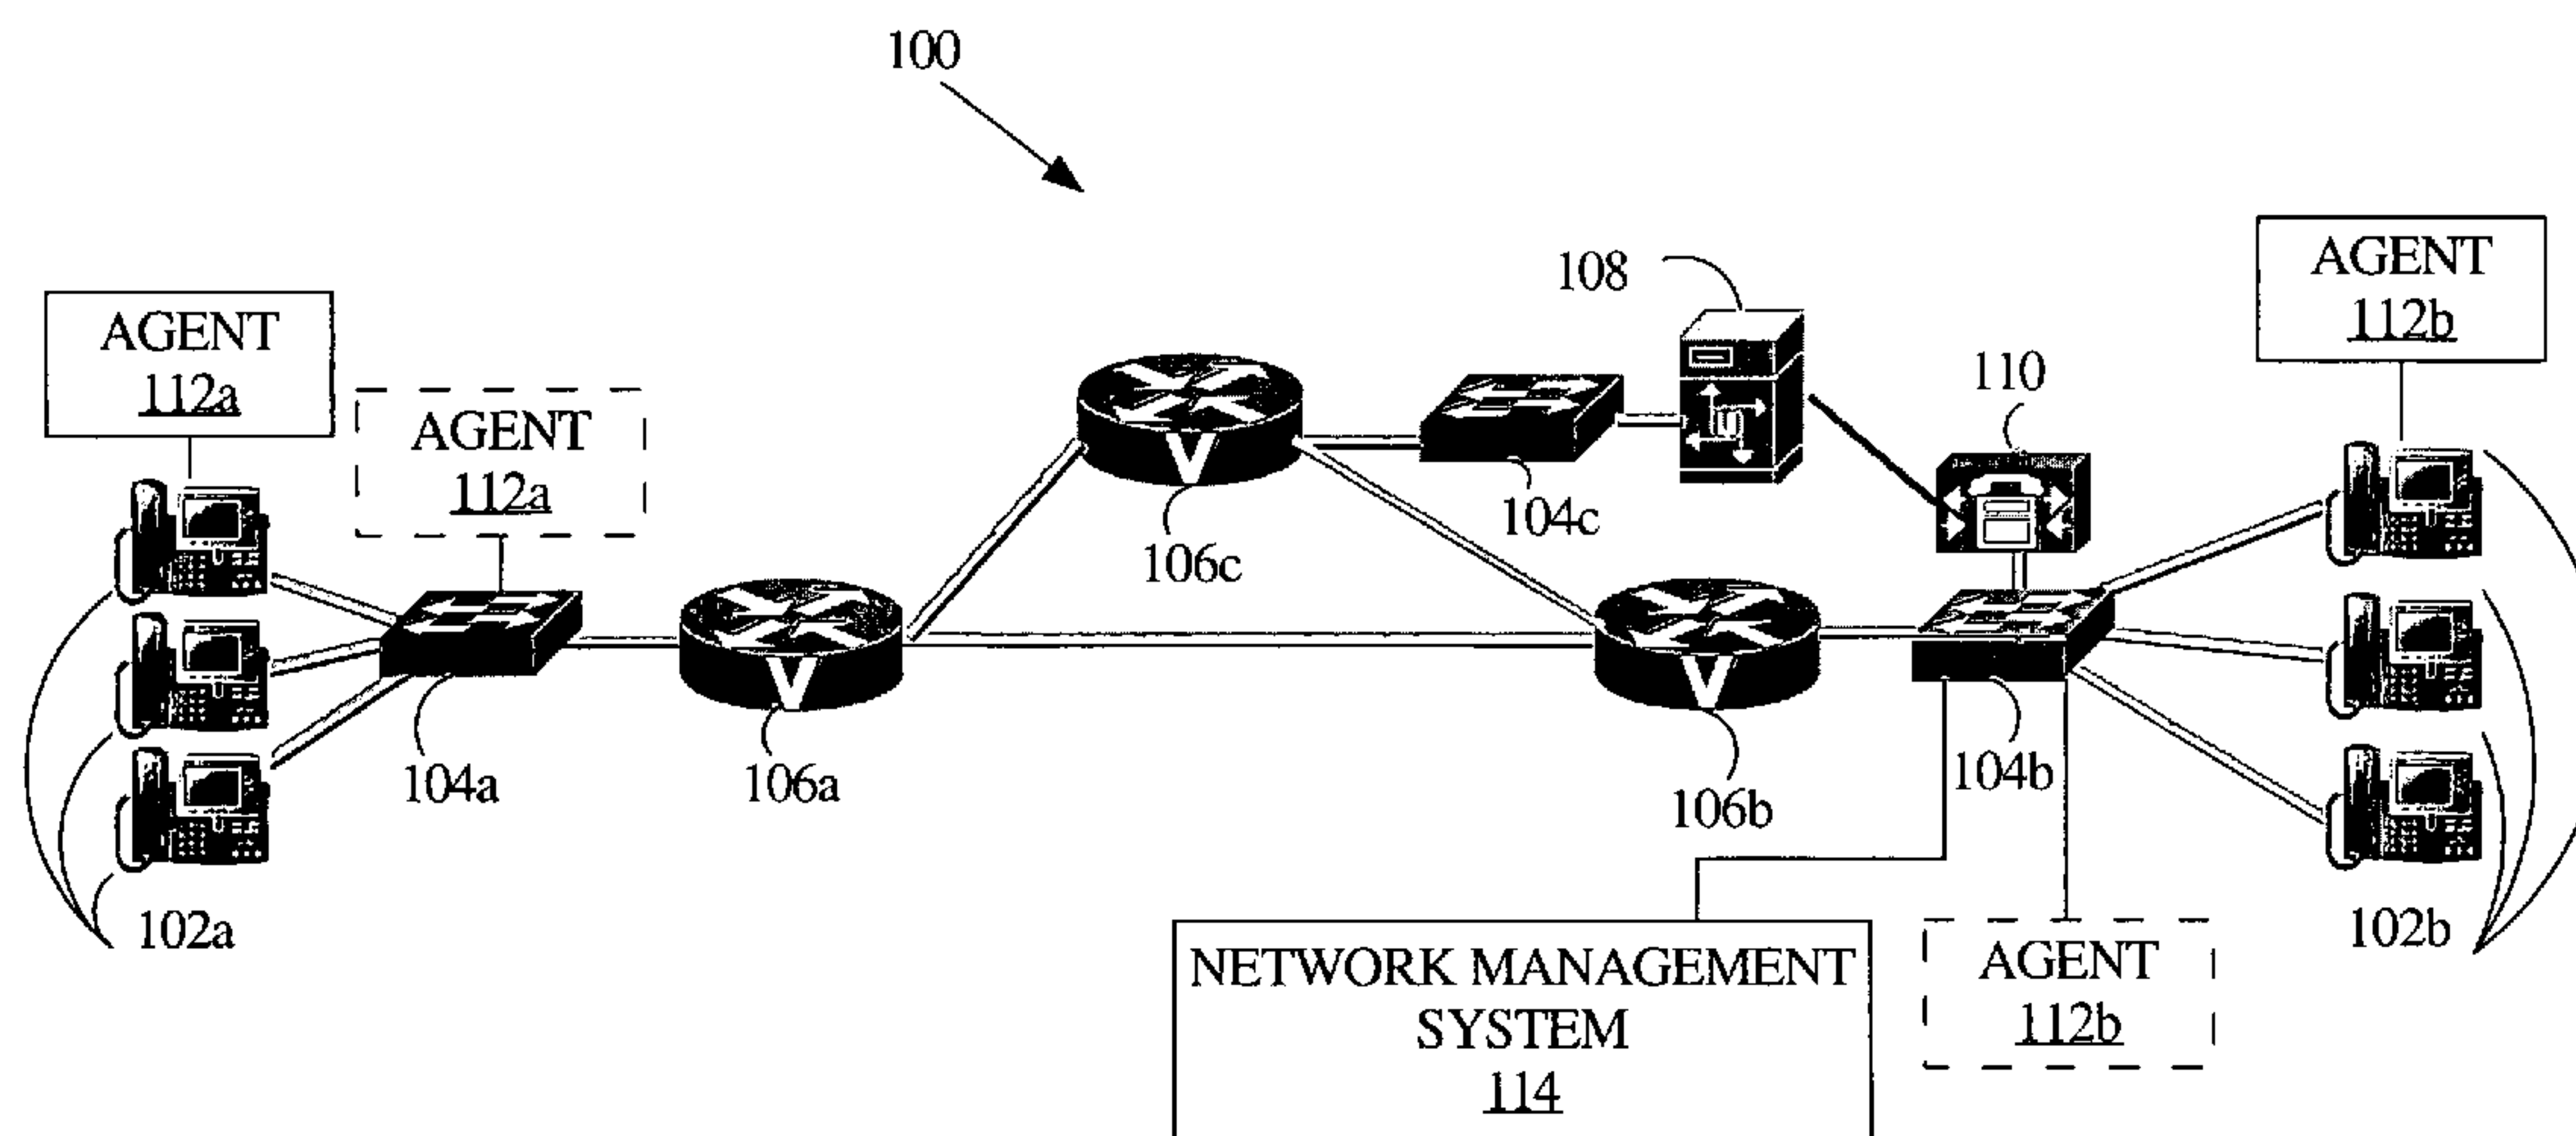 100
108
AGENT
112b
AGENT
112a
AGENT
112a
110
104c
106c
V
V
V
104a
106a
106b
104b
102a
102b
NETWORK MANAGEMENT
SYSTEM
114
AGENT
112b